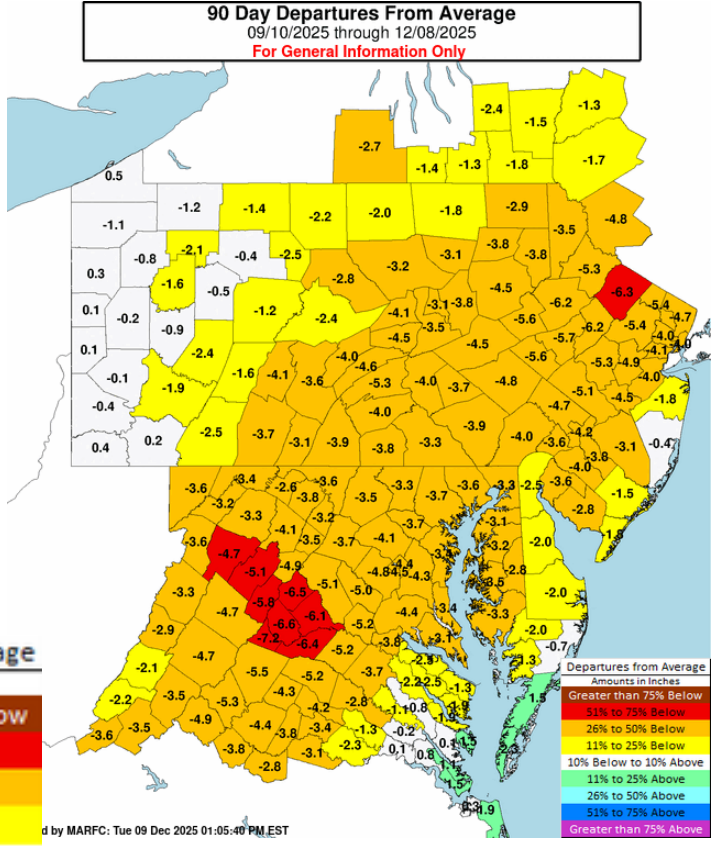 90 Day Departures From Average
09/10/2025 through 12/08/2025
For General Information Only
-2.4
-1.3
-1.5
-2.7
-1.4 -1.3 -1.8
-1.7
0.5
-1.1 -1.2 -1.4 -2.2 -2.0 -1.8 -2.9
-4.8
-3.5
-0.8 -2.1 -0.4 -2.5 -3.2 -3.1 -3.8 -3.8
0.3 -1.6 -0.5 -2.8 -4.5 -5.3
-6.3
0.1 -0.2 -0.9 -1.2 -2.4 -4.1 -3.1 -3.8 -5.6 -6.2 -5.4 -4.7
-4.5 -3.5 -5.7 -6.2 -5.4 -4.0
0.1 -2.4 -4.0 -4.6 -4.5 -5.6 -5.3 -4.9 -4.1
-0.1 -1.9 -1.6 -4.1 -3.6 -5.3 -4.0 -3.7 -4.8 -5.1 -4.5 -4.0
-0.4 -4.0 -4.7 -1.8
0.4 0.2 -2.5 -3.7 -3.1 -3.9 -3.8 -3.3 -3.9 -4.0 -3.6 -4.2 -3.1 -0.4
-3.8
-4.0
-3.6 -3.4 -2.6 -3.6 -3.5 -3.3 -3.7 -3.6 -3.3 -2.5 -3.6 -1.5
-3.2 -3.8 -2.8
-3.3 -4.1 -3.2 -3.7 -3.1
-3.6 -3.5 -3.7 -4.1 -3.2 -2.0
-4.7 -5.1 -4.9 -4.8 -4.5 -4.4 -4.3 -2.8
-3.3 -5.8 -6.5 -5.1 -5.0 -3.5 -2.0
-4.7 -6.6 -6.1 -4.4 -3.4 -3.3
-2.9 -7.2 -6.4 -5.2 -2.0
-4.7 -5.2 -3.8 -3.1 -0.7
-2.1 -5.5 -5.2 -3.7
-2.2 -3.5 -5.3 -4.3 -2.8 -1.3
-4.2 0.8 1.5
-3.6 -3.5 -4.9 -4.4 -3.8 -3.4 -1.3 -0.2
-3.8 -3.1 -2.3 0.1 0.8 0.1
-2.8
age
ow
Departures from Average
Amounts in Inches
Greater than 75% Below
51% to 75% Below
26% to 50% Below
11% to 25% Below
10% Below to 10% Above
11% to 25% Above
26% to 50% Above
51% to 75% Above
Greater than 75% Above
d by MARFC: Tue 09 Dec 2025 01:05:40 PM EST